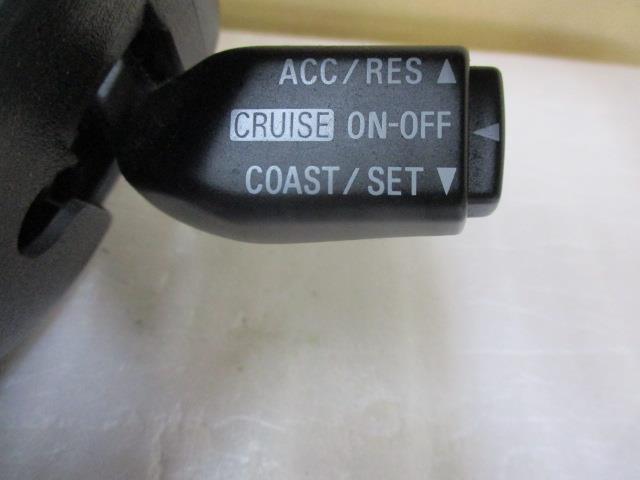 ACC/RES ▲
CRUISE ON-OFF ◀
COAST/SET ▼